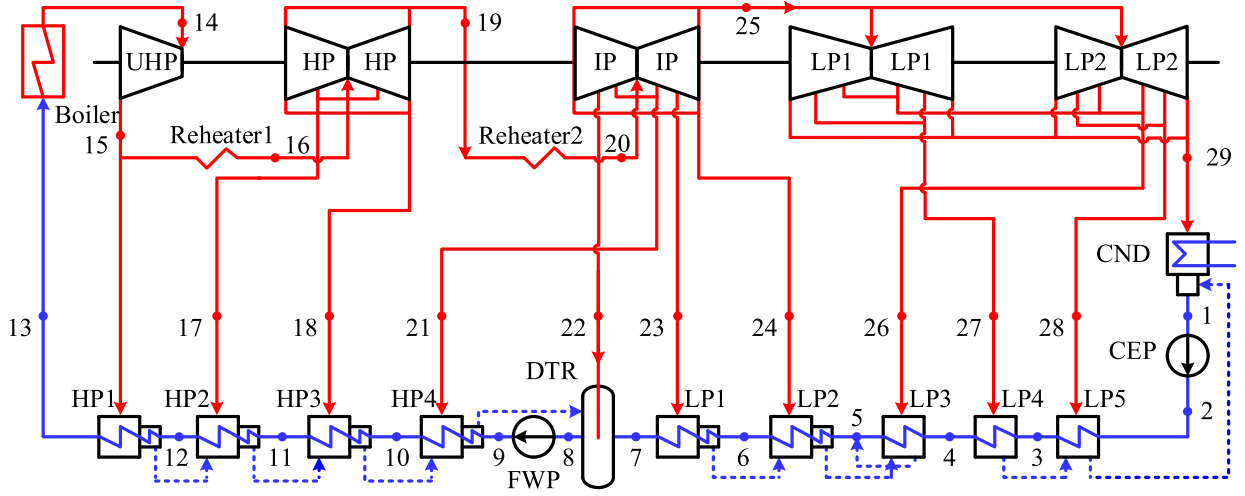 14
19
25
UHP
HP
HP
IP
IP
LP1
LP1
LP2
LP2
Boiler
15
Reheater1
16
Reheater2
20
29
CND
13
17
18
21
22
23
24
26
27
28
1
CEP
DTR
HP1
HP2
HP3
HP4
LP1
LP2
LP3
LP4
LP5
2
5
12
11
10
9
8
7
6
4
3
FWP